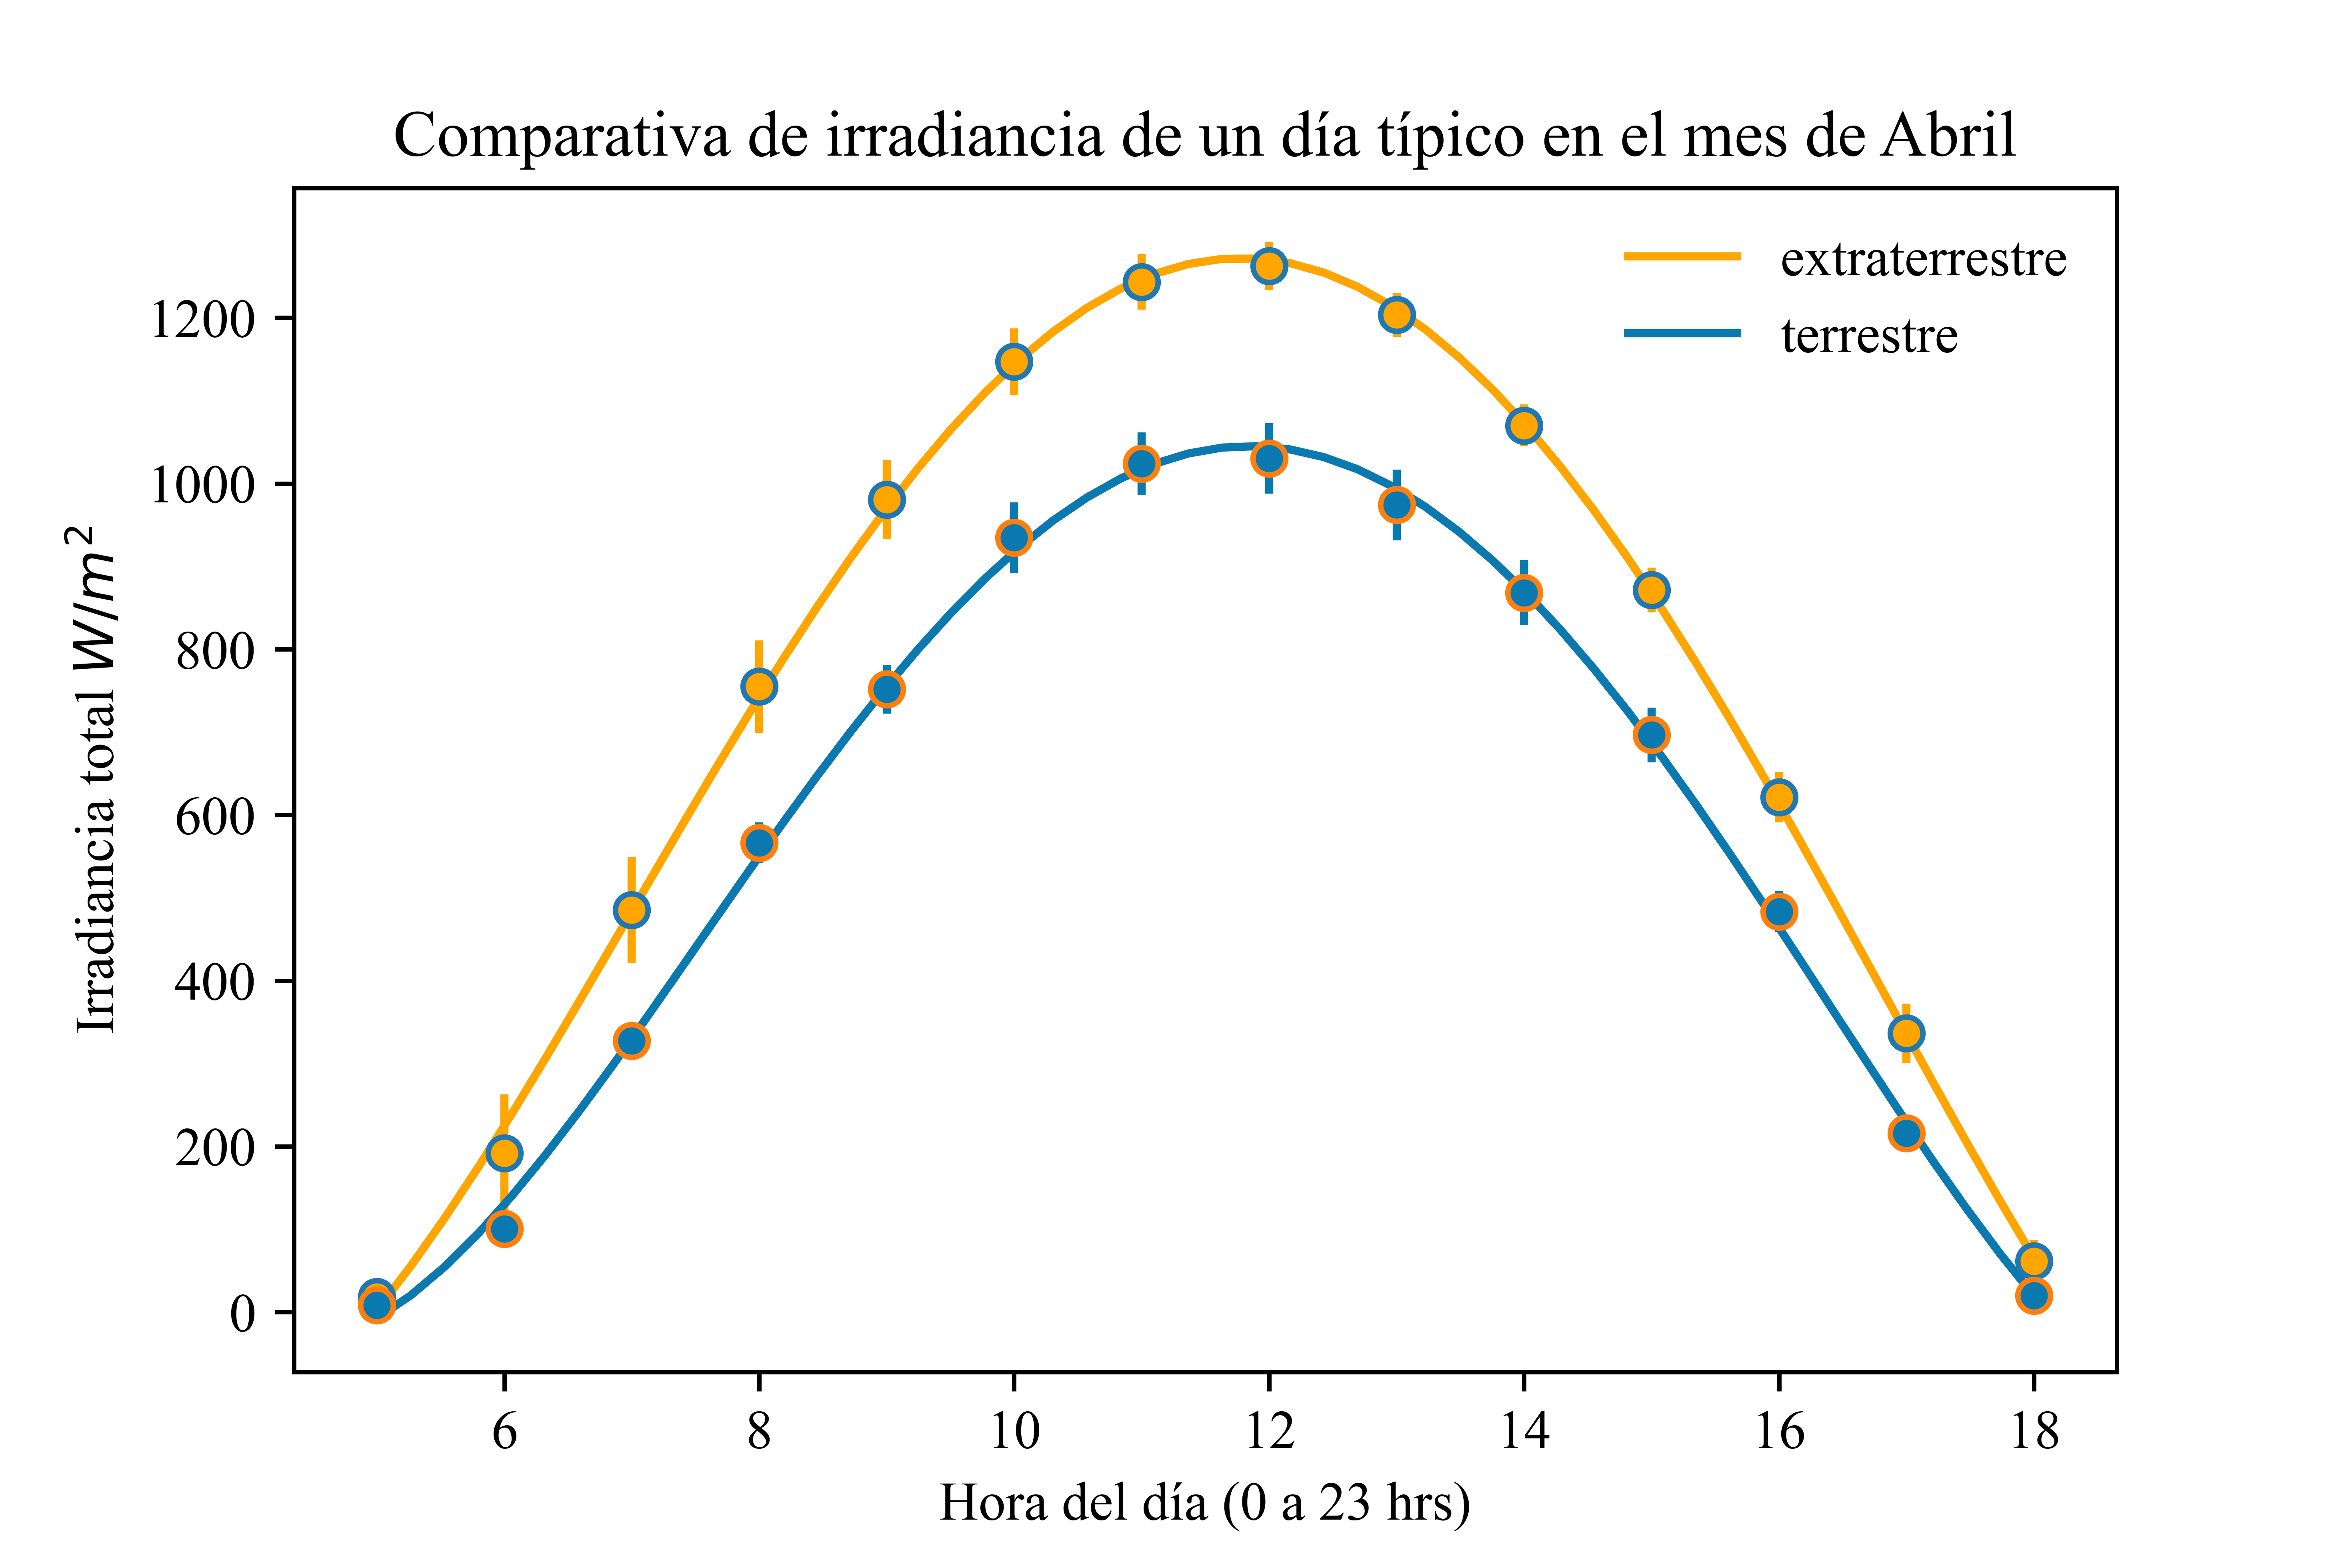 Comparativa de irradiancia de un día típico en el mes de Abril
extraterrestre
terrestre
Irradiancia total W/m²
1200
1000
800
600
400
200
0
6 8 10 12 14 16 18
Hora del día (0 a 23 hrs)